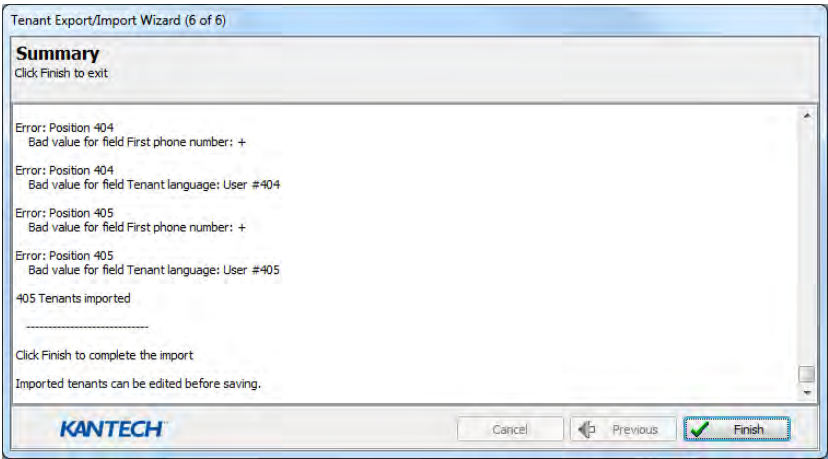 Tenant Export/Import Wizard (6 of 6)
Summary
Click Finish to exit
Error: Position 404
Bad value for field First phone number: +
Error: Position 404
Bad value for field Tenant language: User #404
Error: Position 405
Bad value for field First phone number: +
Error: Position 405
Bad value for field Tenant language: User #405
405 Tenants imported
----------------------------
Click Finish to complete the import
Imported tenants can be edited before saving.
KANTECH
Cancel
Previous
Finish